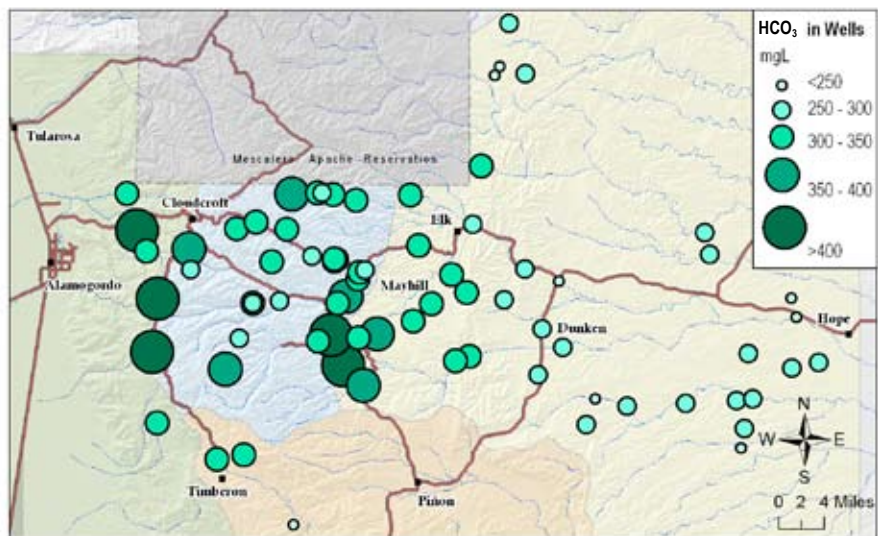 HCO₃ in Wells
mgL
<250
250 - 300
300 - 350
350 - 400
>400
Tularosa
Mescalero Apache Reservation
Cloudcroft
Elk
Alamogordo
Mayhill
Dunken
Hope
Timberon
Piñon
N
W E
S
0 2 4 Miles